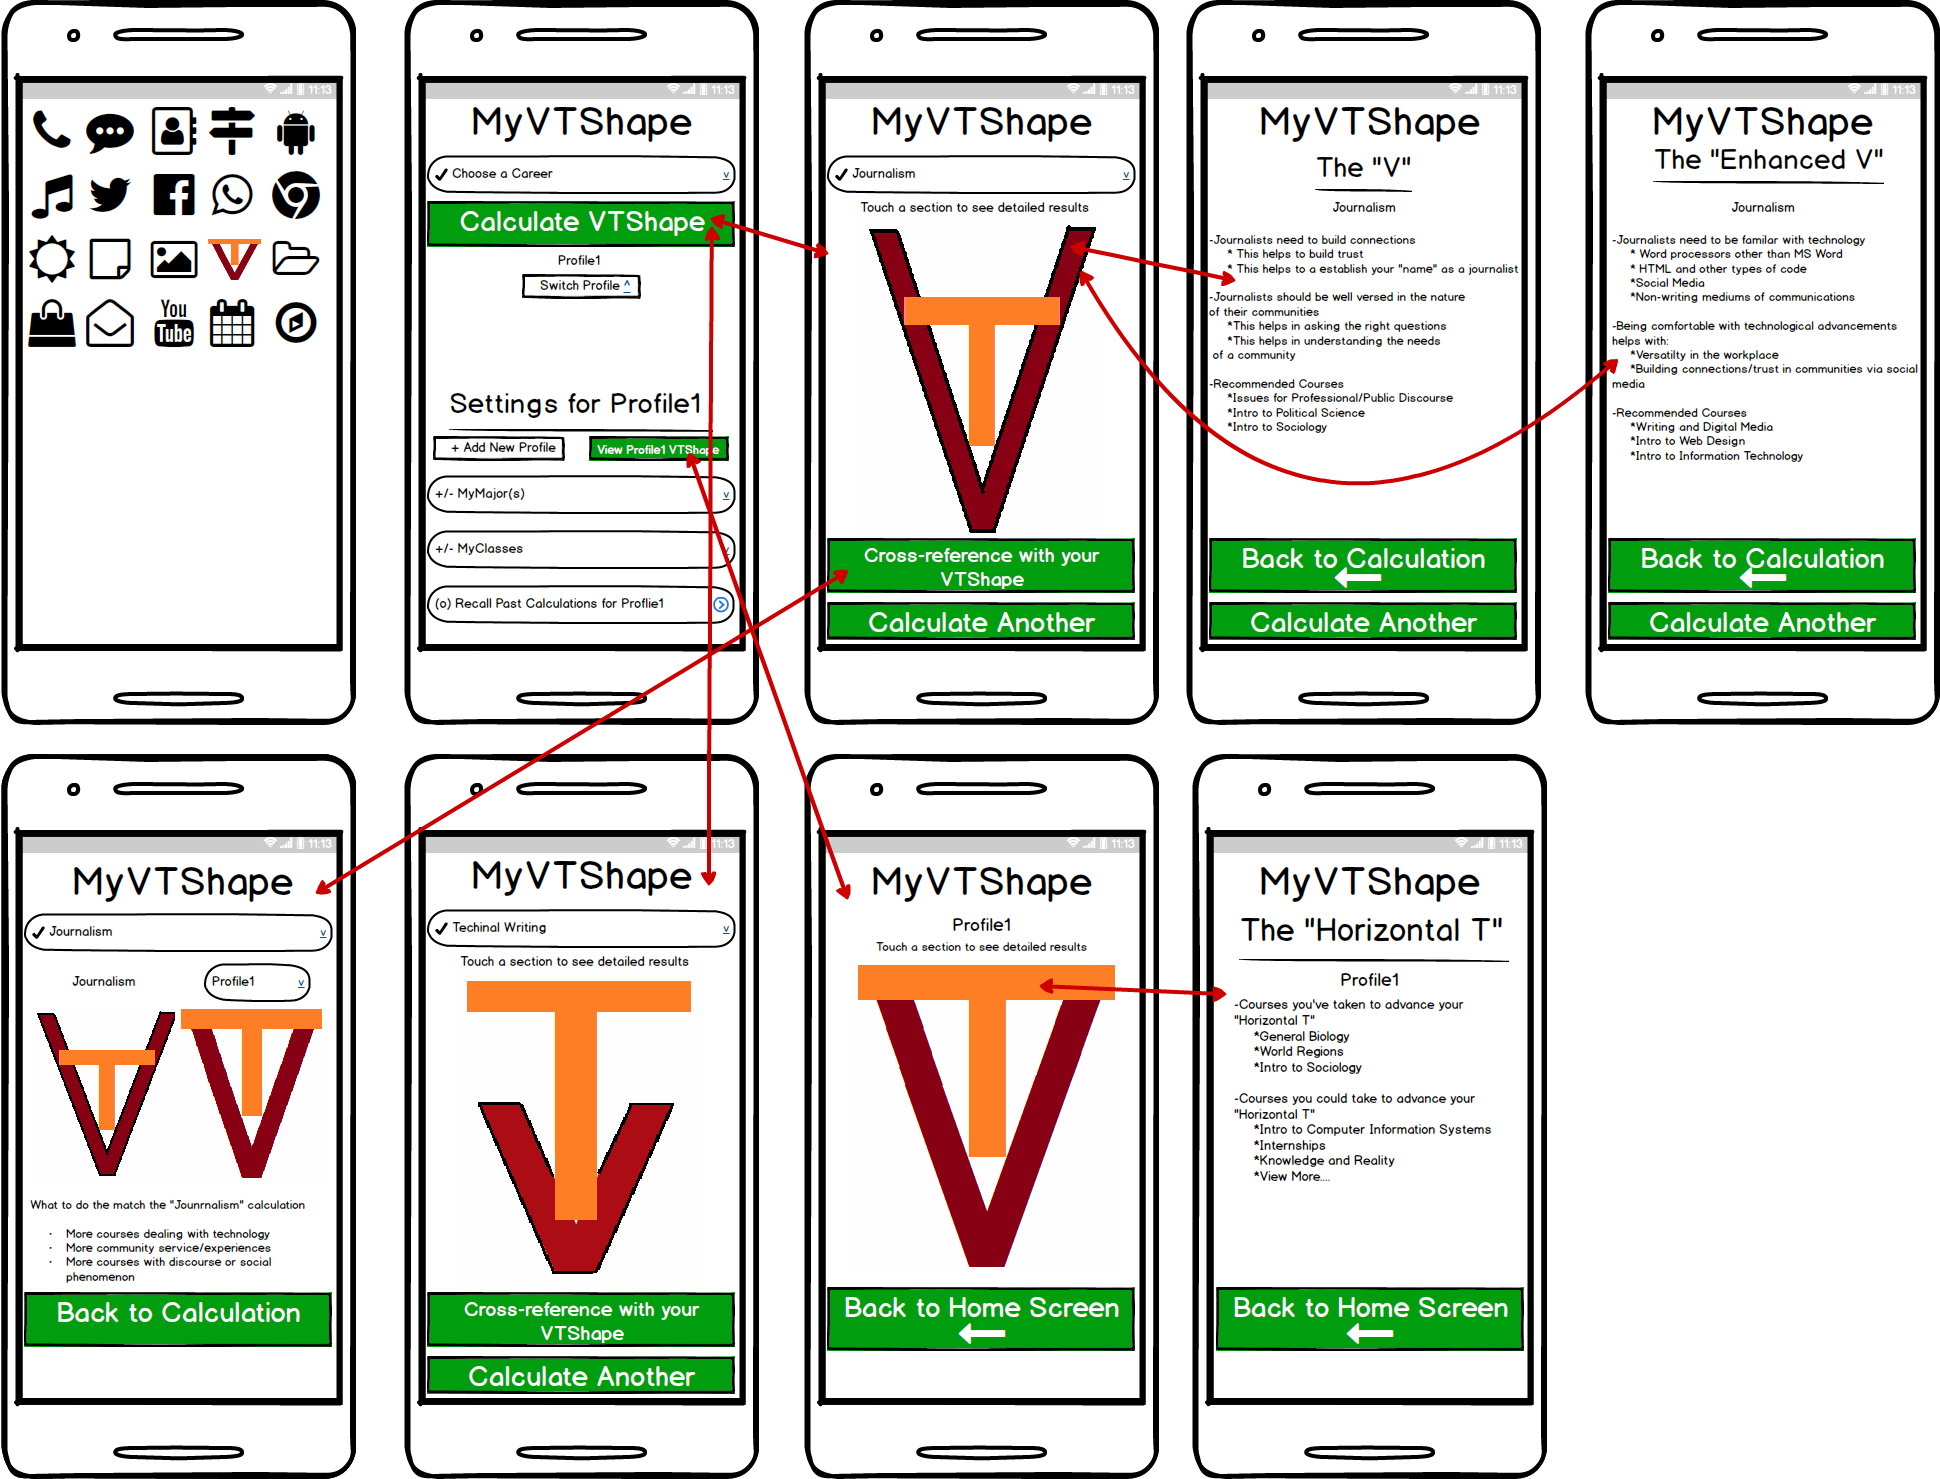 11:13
You
Tube
11:13
MyVTShape
Choose a Career
v
Calculate VTShape
Profile1
Switch Profile ^
Settings for Profile1
+ Add New Profile
View Profile1 VTShape
+/- MyMajor(s)
v
+/- MyClasses
v
(o) Recall Past Calculations for Proflie1
11:13
MyVTShape
Journalism
v
Touch a section to see detailed results
Cross-reference with your
VTShape
Calculate Another
11:13
MyVTShape
The "V"
Journalism
-Journalists need to build connections
* This helps to build trust
* This helps to a establish your "name" as a journalist
-Journalists should be well versed in the nature
of their communities
*This helps in asking the right questions
*This helps in understanding the needs
of a community
-Recommended Courses
*Issues for Professional/Public Discourse
*Intro to Political Science
*Intro to Sociology
Back to Calculation
Calculate Another
11:13
MyVTShape
The "Enhanced V"
Journalism
-Journalists need to be familar with technology
* Word processors other than MS Word
* HTML and other types of code
*Social Media
*Non-writing mediums of communications
-Being comfortable with technological advancements
helps with:
*Versatilty in the workplace
*Building connections/trust in communities via social
media
-Recommended Courses
*Writing and Digital Media
*Intro to Web Design
*Intro to Information Technology
Back to Calculation
Calculate Another
11:13
MyVTShape
Journalism
v
Journalism
Profile1
v
What to do the match the "Jounrnalism" calculation
· More courses dealing with technology
· More community service/experiences
· More courses with discourse or social
phenomenon
Back to Calculation
11:13
MyVTShape
Techinal Writing
v
Touch a section to see detailed results
Cross-reference with your
VTShape
Calculate Another
11:13
MyVTShape
Profile1
Touch a section to see detailed results
Back to Home Screen
11:13
MyVTShape
The "Horizontal T"
Profile1
-Courses you've taken to advance your
"Horizontal T"
*General Biology
*World Regions
*Intro to Sociology
-Courses you could take to advance your
"Horizontal T"
*Intro to Computer Information Systems
*Internships
*Knowledge and Reality
*View More....
Back to Home Screen